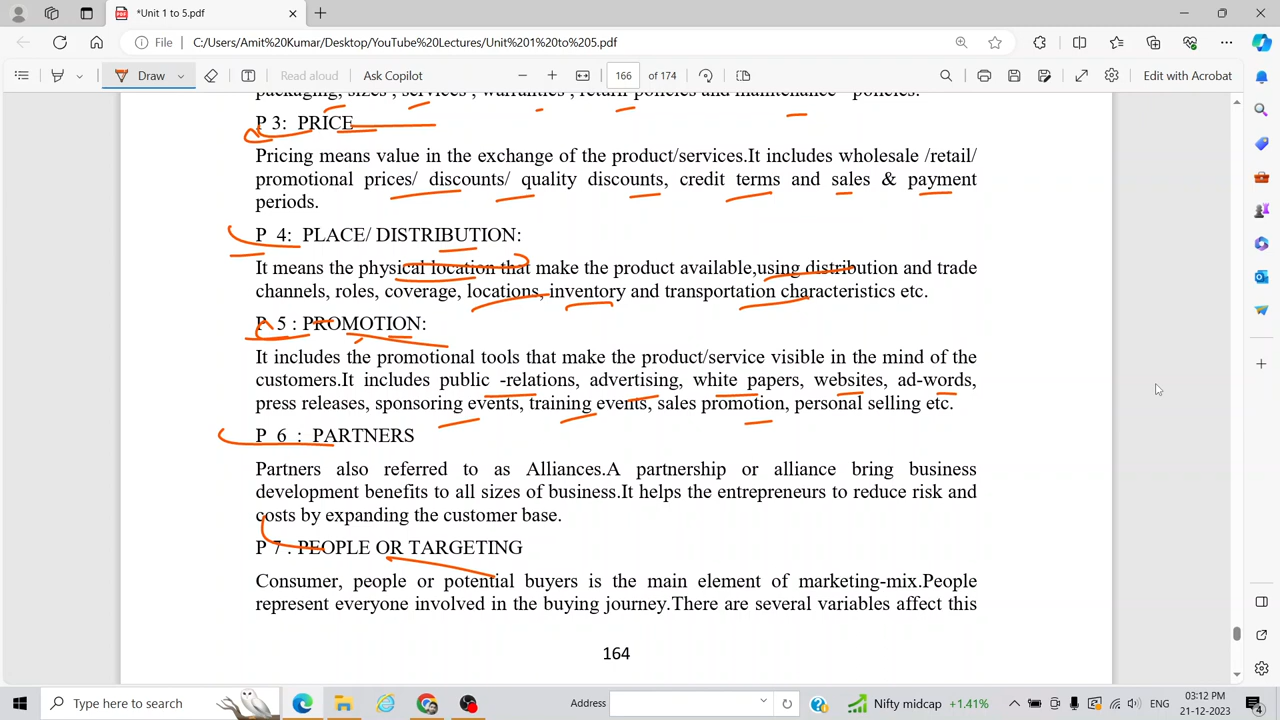 *Unit 1 to 5.pdf
File C:/Users/Amit%20Kumar/Desktop/YouTube%20Lectures/Unit%201%20to%205.pdf
Draw Read aloud Ask Copilot 166 of 174 Edit with Acrobat
packaging, sizes , services , warranties , return policies and maintenance policies.
P 3: PRICE
Pricing means value in the exchange of the product/services.It includes wholesale /retail/
promotional prices/ discounts/ quality discounts, credit terms and sales & payment
periods.
P 4: PLACE/ DISTRIBUTION:
It means the physical location that make the product available,using distribution and trade
channels, roles, coverage, locations, inventory and transportation characteristics etc.
P 5 : PROMOTION:
It includes the promotional tools that make the product/service visible in the mind of the
customers.It includes public -relations, advertising, white papers, websites, ad-words,
press releases, sponsoring events, training events, sales promotion, personal selling etc.
P 6 : PARTNERS
Partners also referred to as Alliances.A partnership or alliance bring business
development benefits to all sizes of business.It helps the entrepreneurs to reduce risk and
costs by expanding the customer base.
P 7 : PEOPLE OR TARGETING
Consumer, people or potential buyers is the main element of marketing-mix.People
represent everyone involved in the buying journey.There are several variables affect this
164
Type here to search Address Nifty midcap +1.41% ENG 03:12 PM
21-12-2023 4